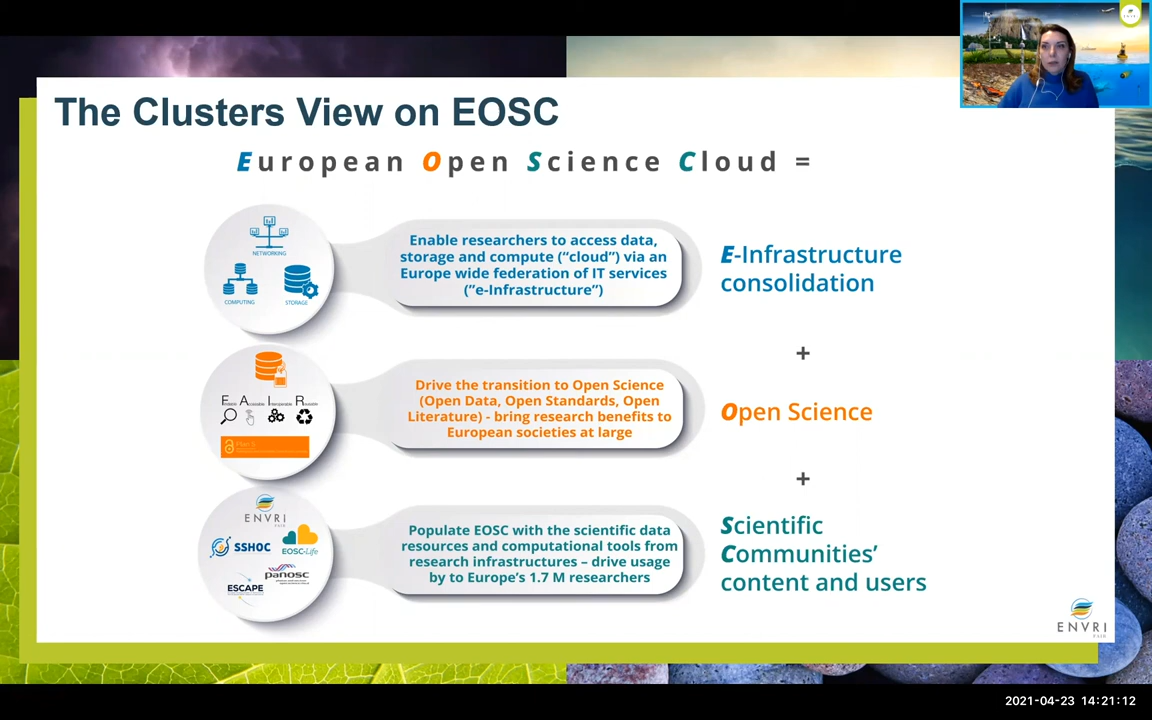 The Clusters View on EOSC
European Open Science Cloud =
NETWORKING
COMPUTING
STORAGE
Enable researchers to access data,
storage and compute (“cloud”) via an
Europe wide federation of IT services
(”e-Infrastructure”)
E-Infrastructure
consolidation
+
F A I R
Plan S
Drive the transition to Open Science
(Open Data, Open Standards, Open
Literature) - bring research benefits to
European societies at large
Open Science
+
ENVRI
FAIR
SSHOC
EOSC-Life
panosc
ESCAPE
Populate EOSC with the scientific data
resources and computational tools from
research infrastructures – drive usage
by to Europe’s 1.7 M researchers
Scientific
Communities’
content and users
ENVRI
FAIR
2021-04-23 14:21:12